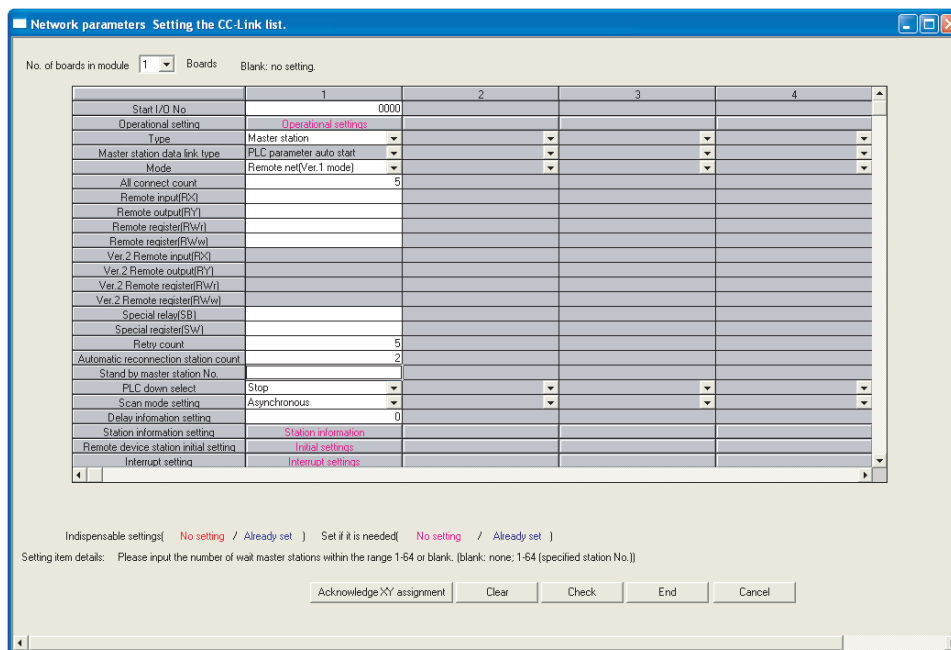 Network parameters Setting the CC-Link list.
No. of boards in module 1 Boards Blank: no setting.
1 2 3 4
Start I/O No 0000
Operational setting Operational settings
Type Master station
Master station data link type PLC parameter auto start
Mode Remote net(Ver.1 mode)
All connect count 5
Remote input(RX)
Remote output(RY)
Remote register(RWr)
Remote register(RWw)
Ver.2 Remote input(RX)
Ver.2 Remote output(RY)
Ver.2 Remote register(RWr)
Ver.2 Remote register(RWw)
Special relay(SB)
Special register(SW)
Retry count 5
Automatic reconnection station count 2
Stand by master station No.
PLC down select Stop
Scan mode setting Asynchronous
Delay infomation setting 0
Station information setting Station information
Remote device station initial setting Initial settings
Interrupt setting Interrupt settings
Indispensable settings( No setting / Already set ) Set if it is needed( No setting / Already set )
Setting item details: Please input the number of wait master stations within the range 1-64 or blank. (blank: none; 1-64 (specified station No.))
Acknowledge XY assignment Clear Check End Cancel